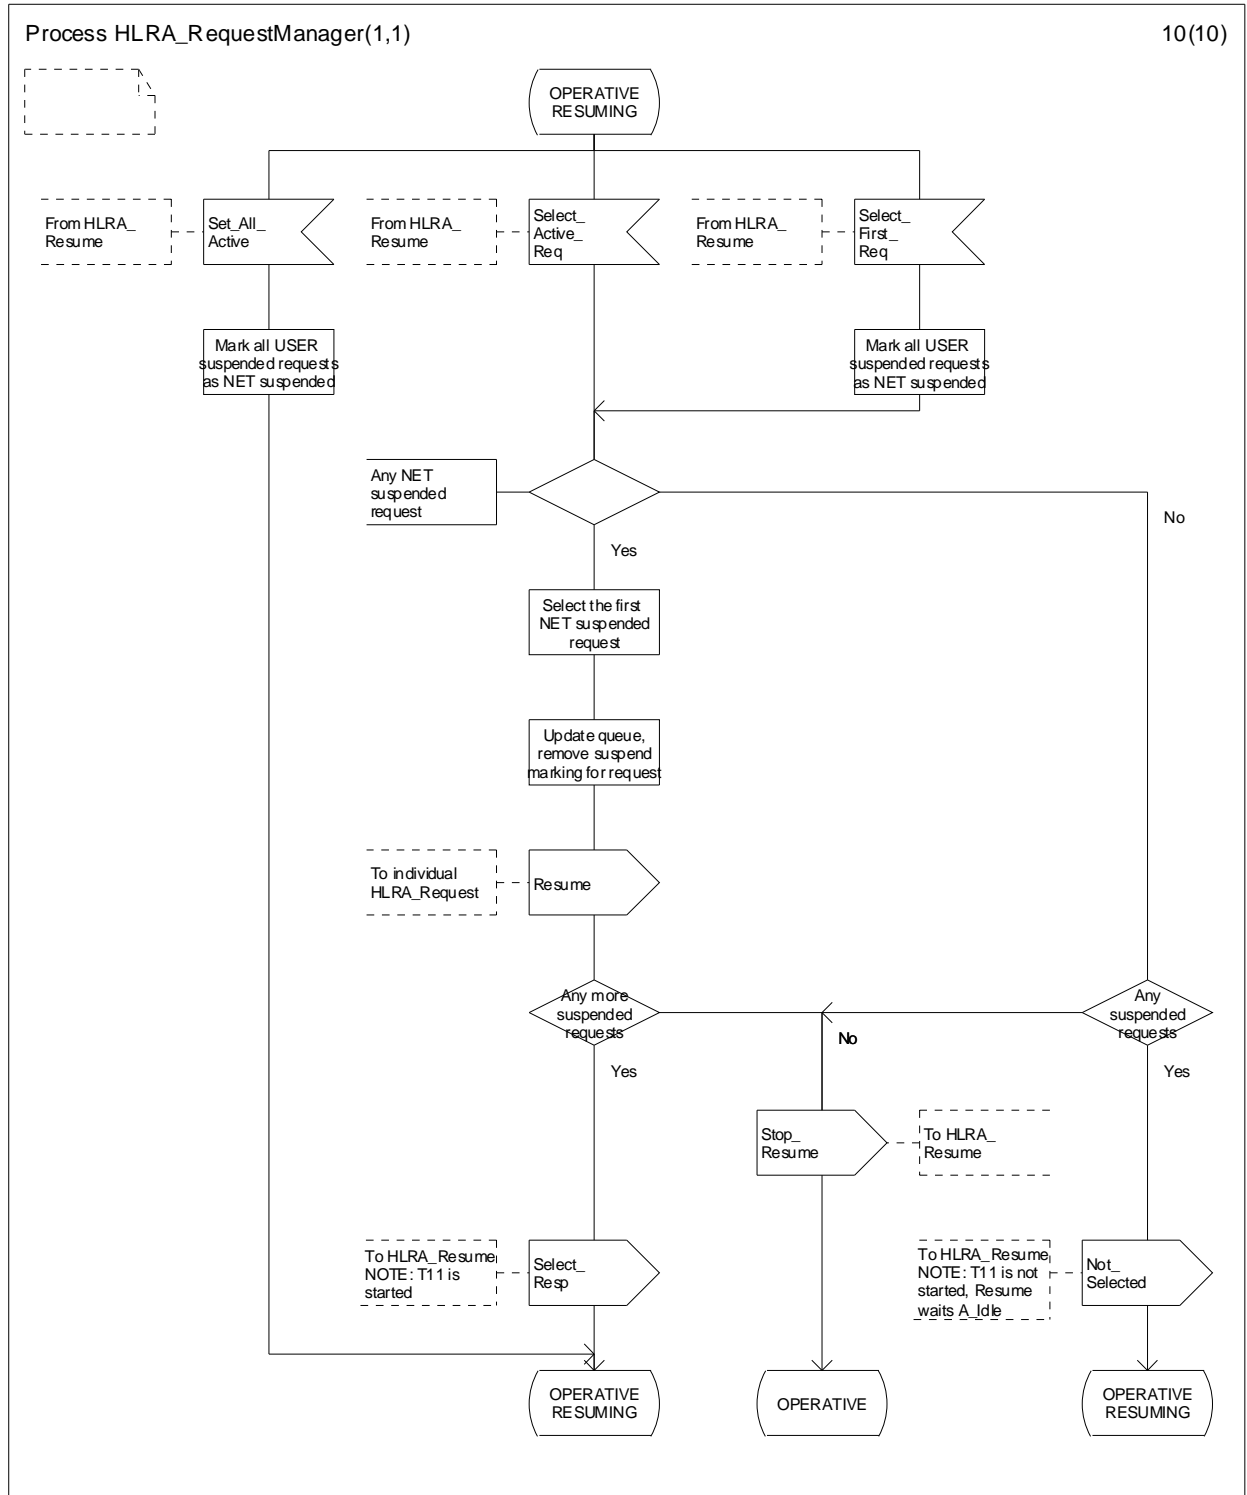 Process HLRA_RequestManager(1,1)
10(10)
OPERATIVE
RESUMING
From HLRA_
Resume
Set_All_
Active
From HLRA_
Resume
Select_
Active_
Req
From HLRA_
Resume
Select_
First_
Req
Mark all USER
suspended requests
as NET suspended
Mark all USER
suspended requests
as NET suspended
Any NET
suspended
request
No
Yes
Select the first
NET suspended
request
Update queue,
remove suspend
marking for request
To individual
HLRA_Request
Resume
Any more
suspended
requests
Any
suspended
requests
No
Yes
Yes
Stop_
Resume
To HLRA_
Resume
To HLRA_Resume
NOTE: T11 is
started
Select_
Resp
To HLRA_Resume
NOTE: T11 is not
started, Resume
waits A_Idle
Not_
Selected
OPERATIVE
RESUMING
OPERATIVE
OPERATIVE
RESUMING